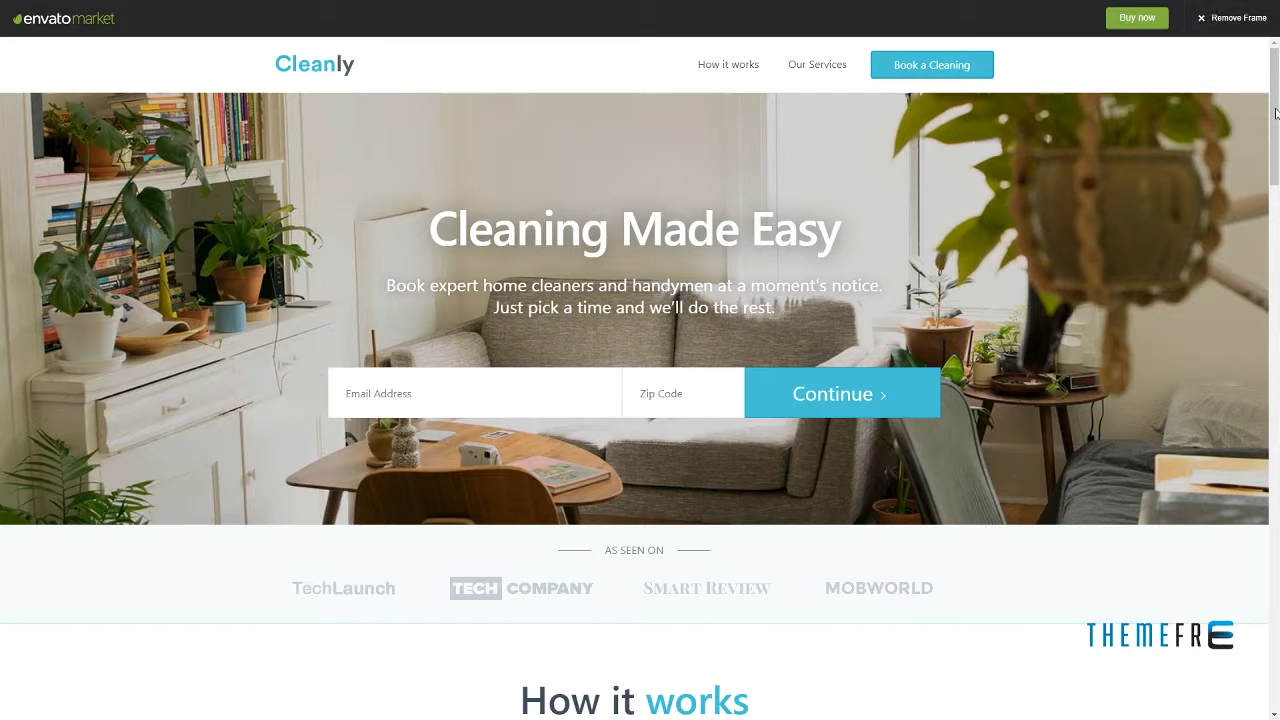 envatomarket
Buy now
Remove Frame
Cleanly
How it works
Our Services
Book a Cleaning
Cleaning Made Easy
Book expert home cleaners and handymen at a moment's notice.
Just pick a time and we'll do the rest.
Email Address
Zip Code
Continue
AS SEEN ON
TechLaunch
TECH COMPANY
SMART REVIEW
MOBWORLD
THEMEFRE
How it works